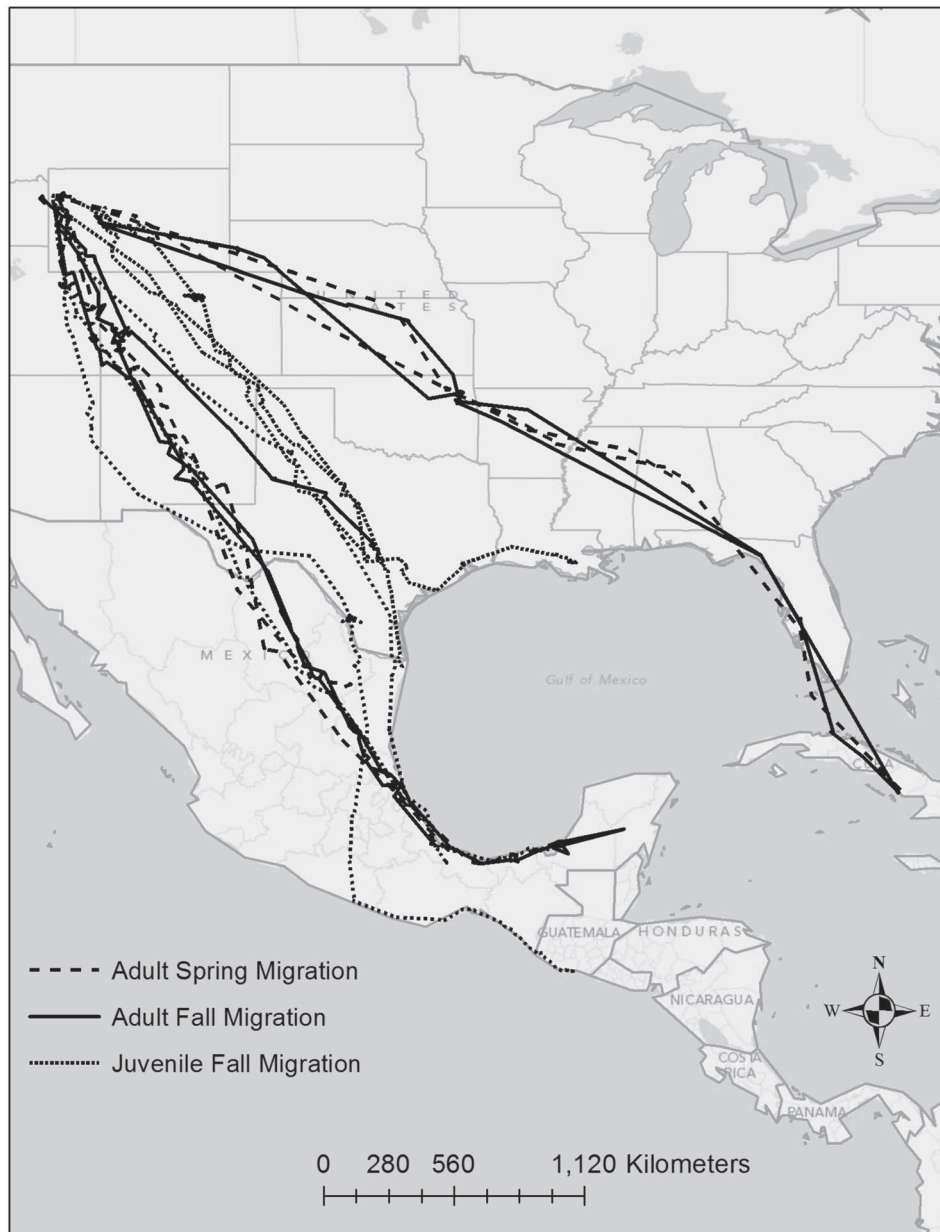 UNITED
STATES
MEXICO
Gulf of Mexico
CUBA
GUATEMALA
HONDURAS
NICARAGUA
COSTA
RICA
PANAMA
Adult Spring Migration
Adult Fall Migration
Juvenile Fall Migration
N
W
E
S
0 280 560 1,120 Kilometers